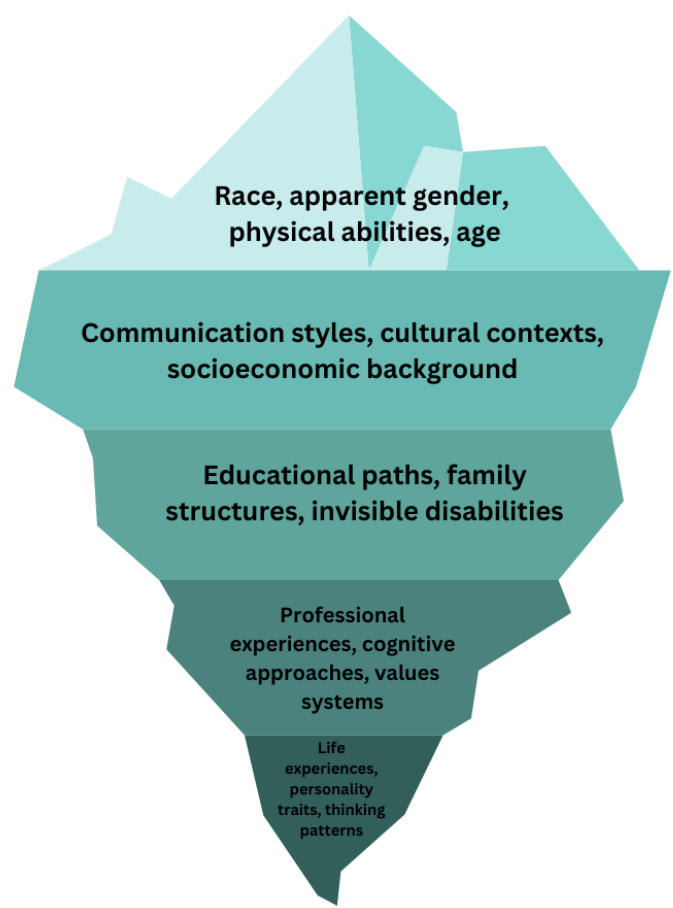 Race, apparent gender,
physical abilities, age
Communication styles, cultural contexts,
socioeconomic background
Educational paths, family
structures, invisible disabilities
Professional
experiences, cognitive
approaches, values
systems
Life
experiences,
personality
traits, thinking
patterns